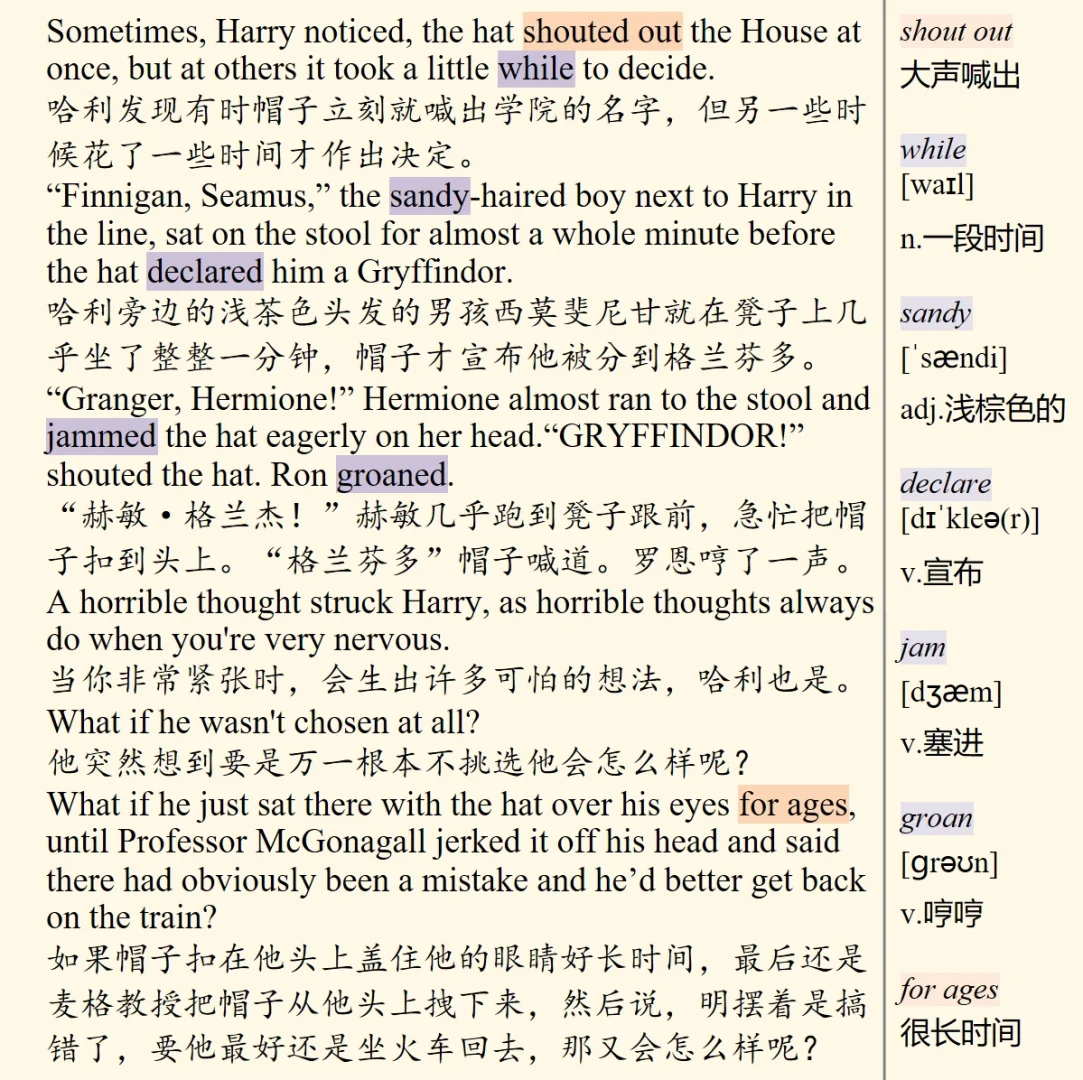 Sometimes, Harry noticed, the hat shouted out the House at
once, but at others it took a little while to decide.
哈利发现有时帽子立刻就喊出学院的名字，但另一些时
候花了一些时间才作出决定。
“Finnigan, Seamus,” the sandy-haired boy next to Harry in
the line, sat on the stool for almost a whole minute before
the hat declared him a Gryffindor.
哈利旁边的浅茶色头发的男孩西莫斐尼甘就在凳子上几
乎坐了整整一分钟，帽子才宣布他被分到格兰芬多。
“Granger, Hermione!” Hermione almost ran to the stool and
jammed the hat eagerly on her head.“GRYFFINDOR!”
shouted the hat. Ron groaned.
“赫敏·格兰杰！”赫敏几乎跑到凳子跟前，急忙把帽
子扣到头上。“格兰芬多”帽子喊道。罗恩哼了一声。
A horrible thought struck Harry, as horrible thoughts always
do when you're very nervous.
当你非常紧张时，会生出许多可怕的想法，哈利也是。
What if he wasn't chosen at all?
他突然想到要是万一根本不挑选他会怎么样呢？
What if he just sat there with the hat over his eyes for ages,
until Professor McGonagall jerked it off his head and said
there had obviously been a mistake and he’d better get back
on the train?
如果帽子扣在他头上盖住他的眼睛好长时间，最后还是
麦格教授把帽子从他头上拽下来，然后说，明摆着是搞
错了，要他最好还是坐火车回去，那又会怎么样呢？
shout out
大声喊出
while
[waɪl]
n.一段时间
sandy
[ˈsændi]
adj.浅棕色的
declare
[dɪˈkleə(r)]
v.宣布
jam
[dʒæm]
v.塞进
groan
[ɡrəʊn]
v.哼哼
for ages
很长时间